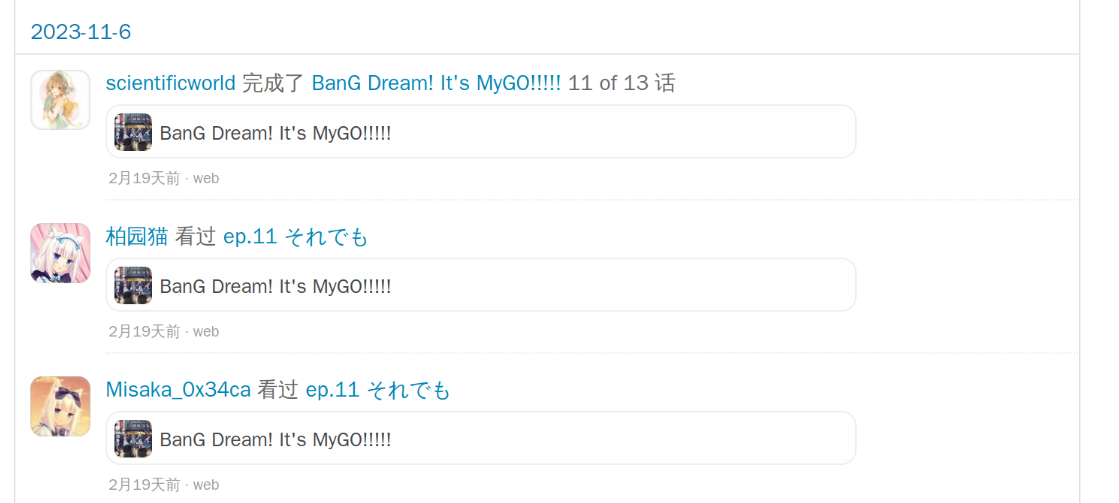 2023-11-6
scientificworld 完成了 BanG Dream! It's MyGO!!!!! 11 of 13 话
BanG Dream! It's MyGO!!!!!
2月19天前 · web
柏园猫 看过 ep.11 それでも
BanG Dream! It's MyGO!!!!!
2月19天前 · web
Misaka_0x34ca 看过 ep.11 それでも
BanG Dream! It's MyGO!!!!!
2月19天前 · web